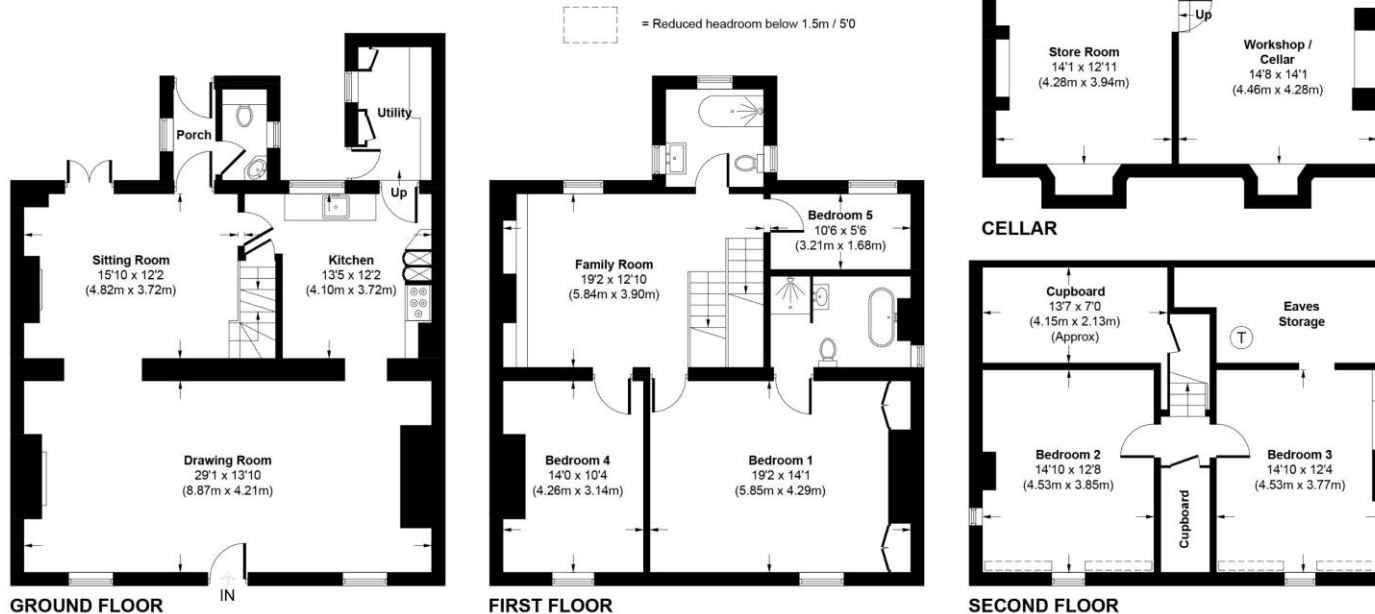 = Reduced headroom below 1.5m / 5'0
Porch
Utility
Up
Sitting Room
15'10 x 12'2
(4.82m x 3.72m)
Kitchen
13'5 x 12'2
(4.10m x 3.72m)
Drawing Room
29'1 x 13'10
(8.87m x 4.21m)
IN
GROUND FLOOR
Bedroom 5
10'6 x 5'6
(3.21m x 1.68m)
Family Room
19'2 x 12'10
(5.84m x 3.90m)
Bedroom 4
14'0 x 10'4
(4.26m x 3.14m)
Bedroom 1
19'2 x 14'1
(5.85m x 4.29m)
FIRST FLOOR
Up
Store Room
14'1 x 12'11
(4.28m x 3.94m)
Workshop /
Cellar
14'8 x 14'1
(4.46m x 4.28m)
CELLAR
Cupboard
13'7 x 7'0
(4.15m x 2.13m)
(Approx)
Eaves
Storage
T
Bedroom 2
14'10 x 12'8
(4.53m x 3.85m)
Bedroom 3
14'10 x 12'4
(4.53m x 3.77m)
Cupboard
SECOND FLOOR